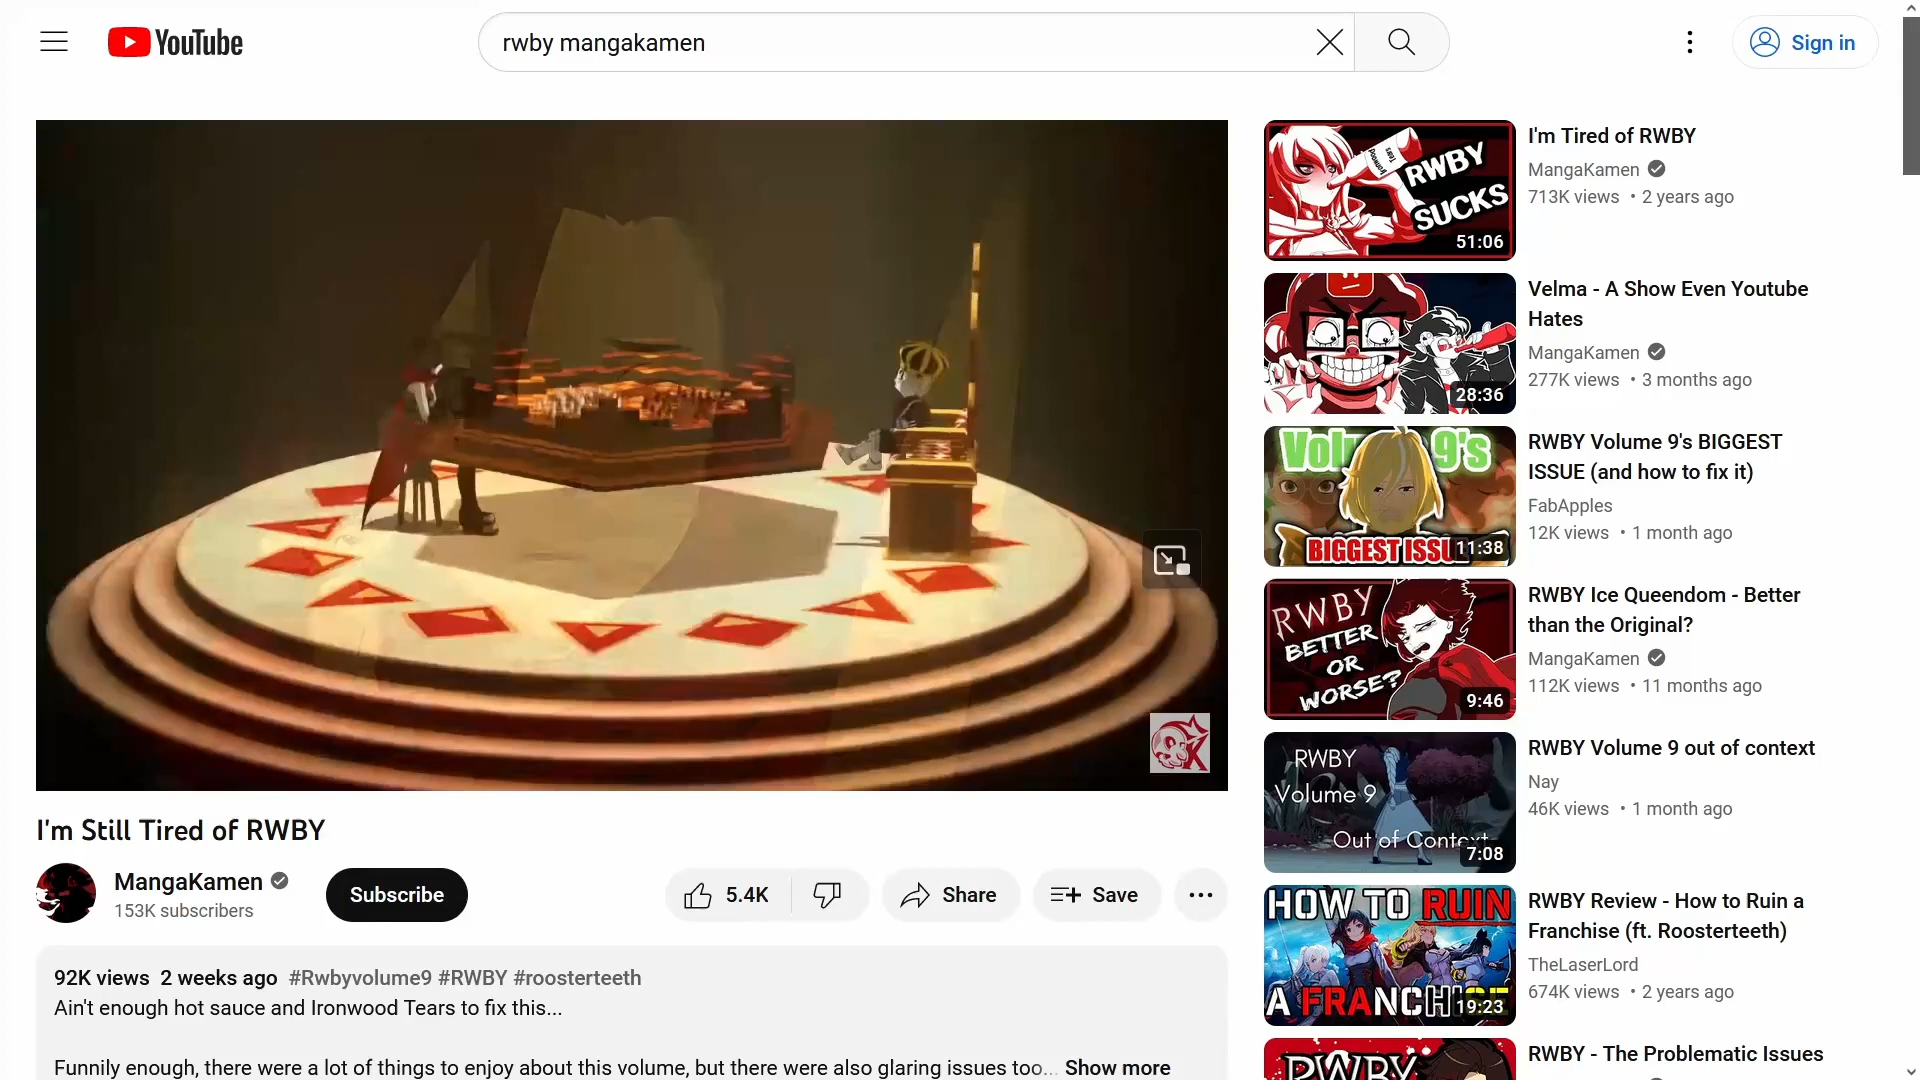 YouTube
rwby mangakamen
Sign in
I'm Still Tired of RWBY
MangaKamen
153K subscribers
Subscribe
5.4K
Share
Save
92K views 2 weeks ago #Rwbyvolume9 #RWBY #roosterteeth
Ain't enough hot sauce and Ironwood Tears to fix this...
Funnily enough, there were a lot of things to enjoy about this volume, but there were also glaring issues too... Show more
RWBY
SUCKS
Ironwood
Tears
51:06
I'm Tired of RWBY
MangaKamen
713K views • 2 years ago
28:36
Velma - A Show Even Youtube
Hates
MangaKamen
277K views • 3 months ago
9's
BIGGEST
11:38
RWBY Volume 9's BIGGEST
ISSUE (and how to fix it)
FabApples
12K views • 1 month ago
RWBY
BETTER
OR
WORSE?
9:46
RWBY Ice Queendom - Better
than the Original?
MangaKamen
112K views • 11 months ago
RWBY
Volume 9
Out of Context
7:08
RWBY Volume 9 out of context
Nay
46K views • 1 month ago
HOW TO RUIN
A FRANCHISE
19:23
RWBY Review - How to Ruin a
Franchise (ft. Roosterteeth)
TheLaserLord
674K views • 2 years ago
RWBY
RWBY - The Problematic Issues